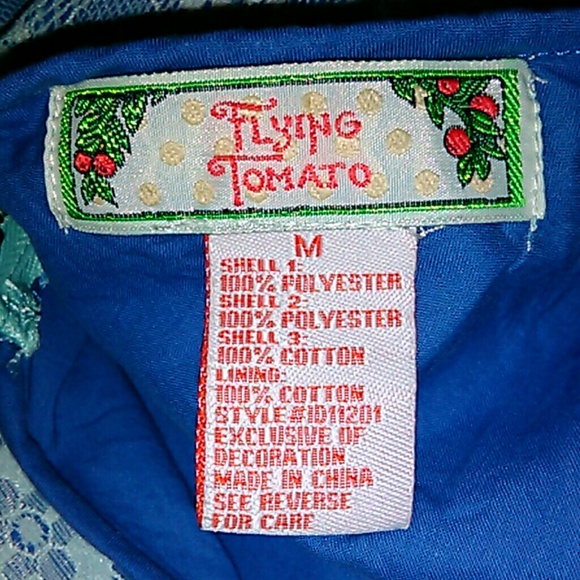 FLYING
TOMATO
M
SHELL 1:
100% POLYESTER
SHELL 2:
100% POLYESTER
SHELL 3:
100% COTTON
LINING:
100% COTTON
STYLE#ID11201
EXCLUSIVE OF
DECORATION
MADE IN CHINA
SEE REVERSE
FOR CARE